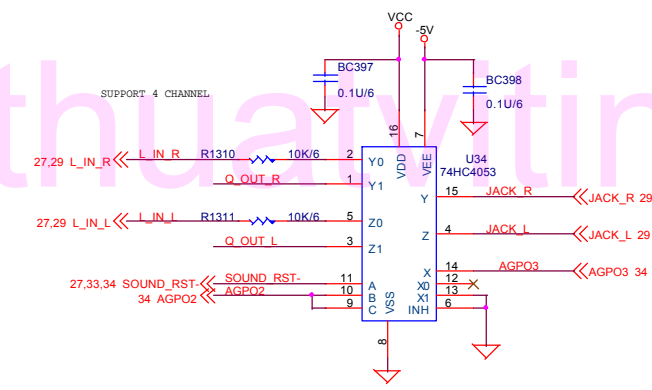 thuatvitin
VCC
-5V
BC397
0.1U/6
BC398
0.1U/6
SUPPORT 4 CHANNEL
16
7
U34
74HC4053
VDD
VEE
27,29 L_IN_R
L_IN_R
R1310
10K/6
2
Y0
Q_OUT_R
1
Y1
Y
15
JACK_R
JACK_R 29
27,29 L_IN_L
L_IN_L
R1311
10K/6
5
Z0
Z
4
JACK_L
JACK_L 29
Q_OUT_L
3
Z1
X
14
AGPO3
AGPO3 34
27,33,34 SOUND_RST-
SOUND_RST-
11
A
X0
12
34 AGPO2
AGPO2
10
B
X1
13
9
C
INH
6
VSS
8